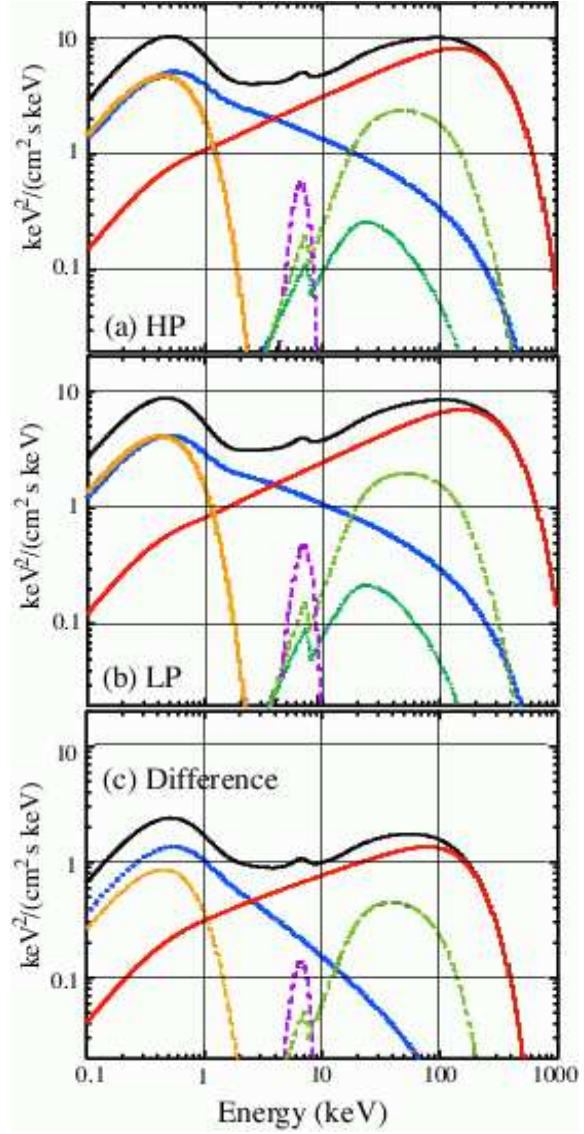 10
1
0.1
keV²/(cm² s keV)
(a) HP
10
1
0.1
keV²/(cm² s keV)
(b) LP
10
1
0.1
keV²/(cm² s keV)
(c) Difference
0.1 1 10 100 1000
Energy (keV)